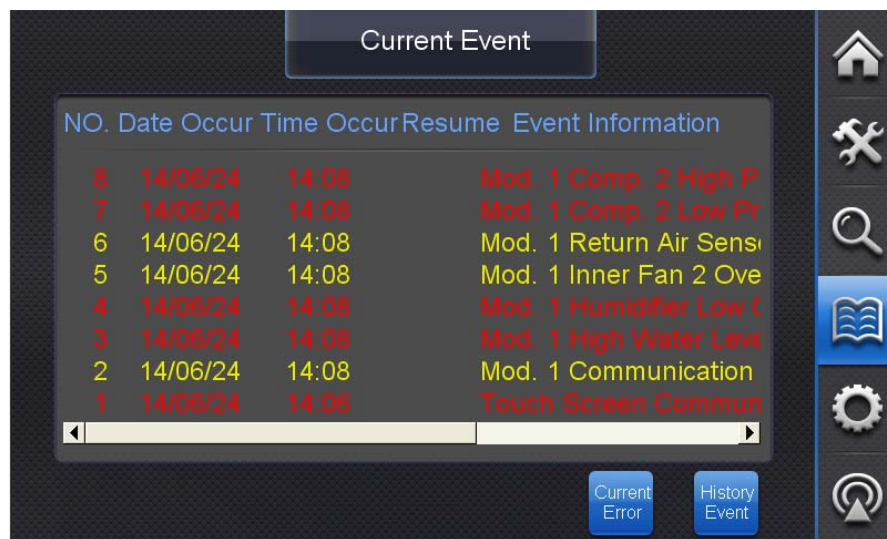 Current Event
NO. Date Occur Time Occur Resume Event Information
8 14/06/24 14:08 Mod. 1 Comp. 2 High P
7 14/06/24 14:08 Mod. 1 Comp. 2 Low Pr
6 14/06/24 14:08 Mod. 1 Return Air Sens
5 14/06/24 14:08 Mod. 1 Inner Fan 2 Ove
4 14/06/24 14:08 Mod. 1 Humidifier Low
3 14/06/24 14:08 Mod. 1 High Water Leve
2 14/06/24 14:08 Mod. 1 Communication
1 14/06/24 14:06 Touch Screen Commun
Current
Error
History
Event